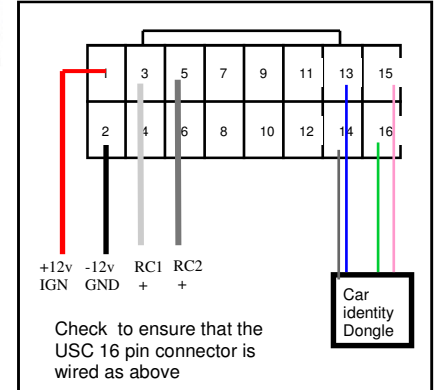 1 3 5 7 9 11 13 15
2 4 6 8 10 12 14 16
+12v -12v RC1 RC2
IGN GND + +
Car
identity
Dongle
Check to ensure that the
USC 16 pin connector is
wired as above